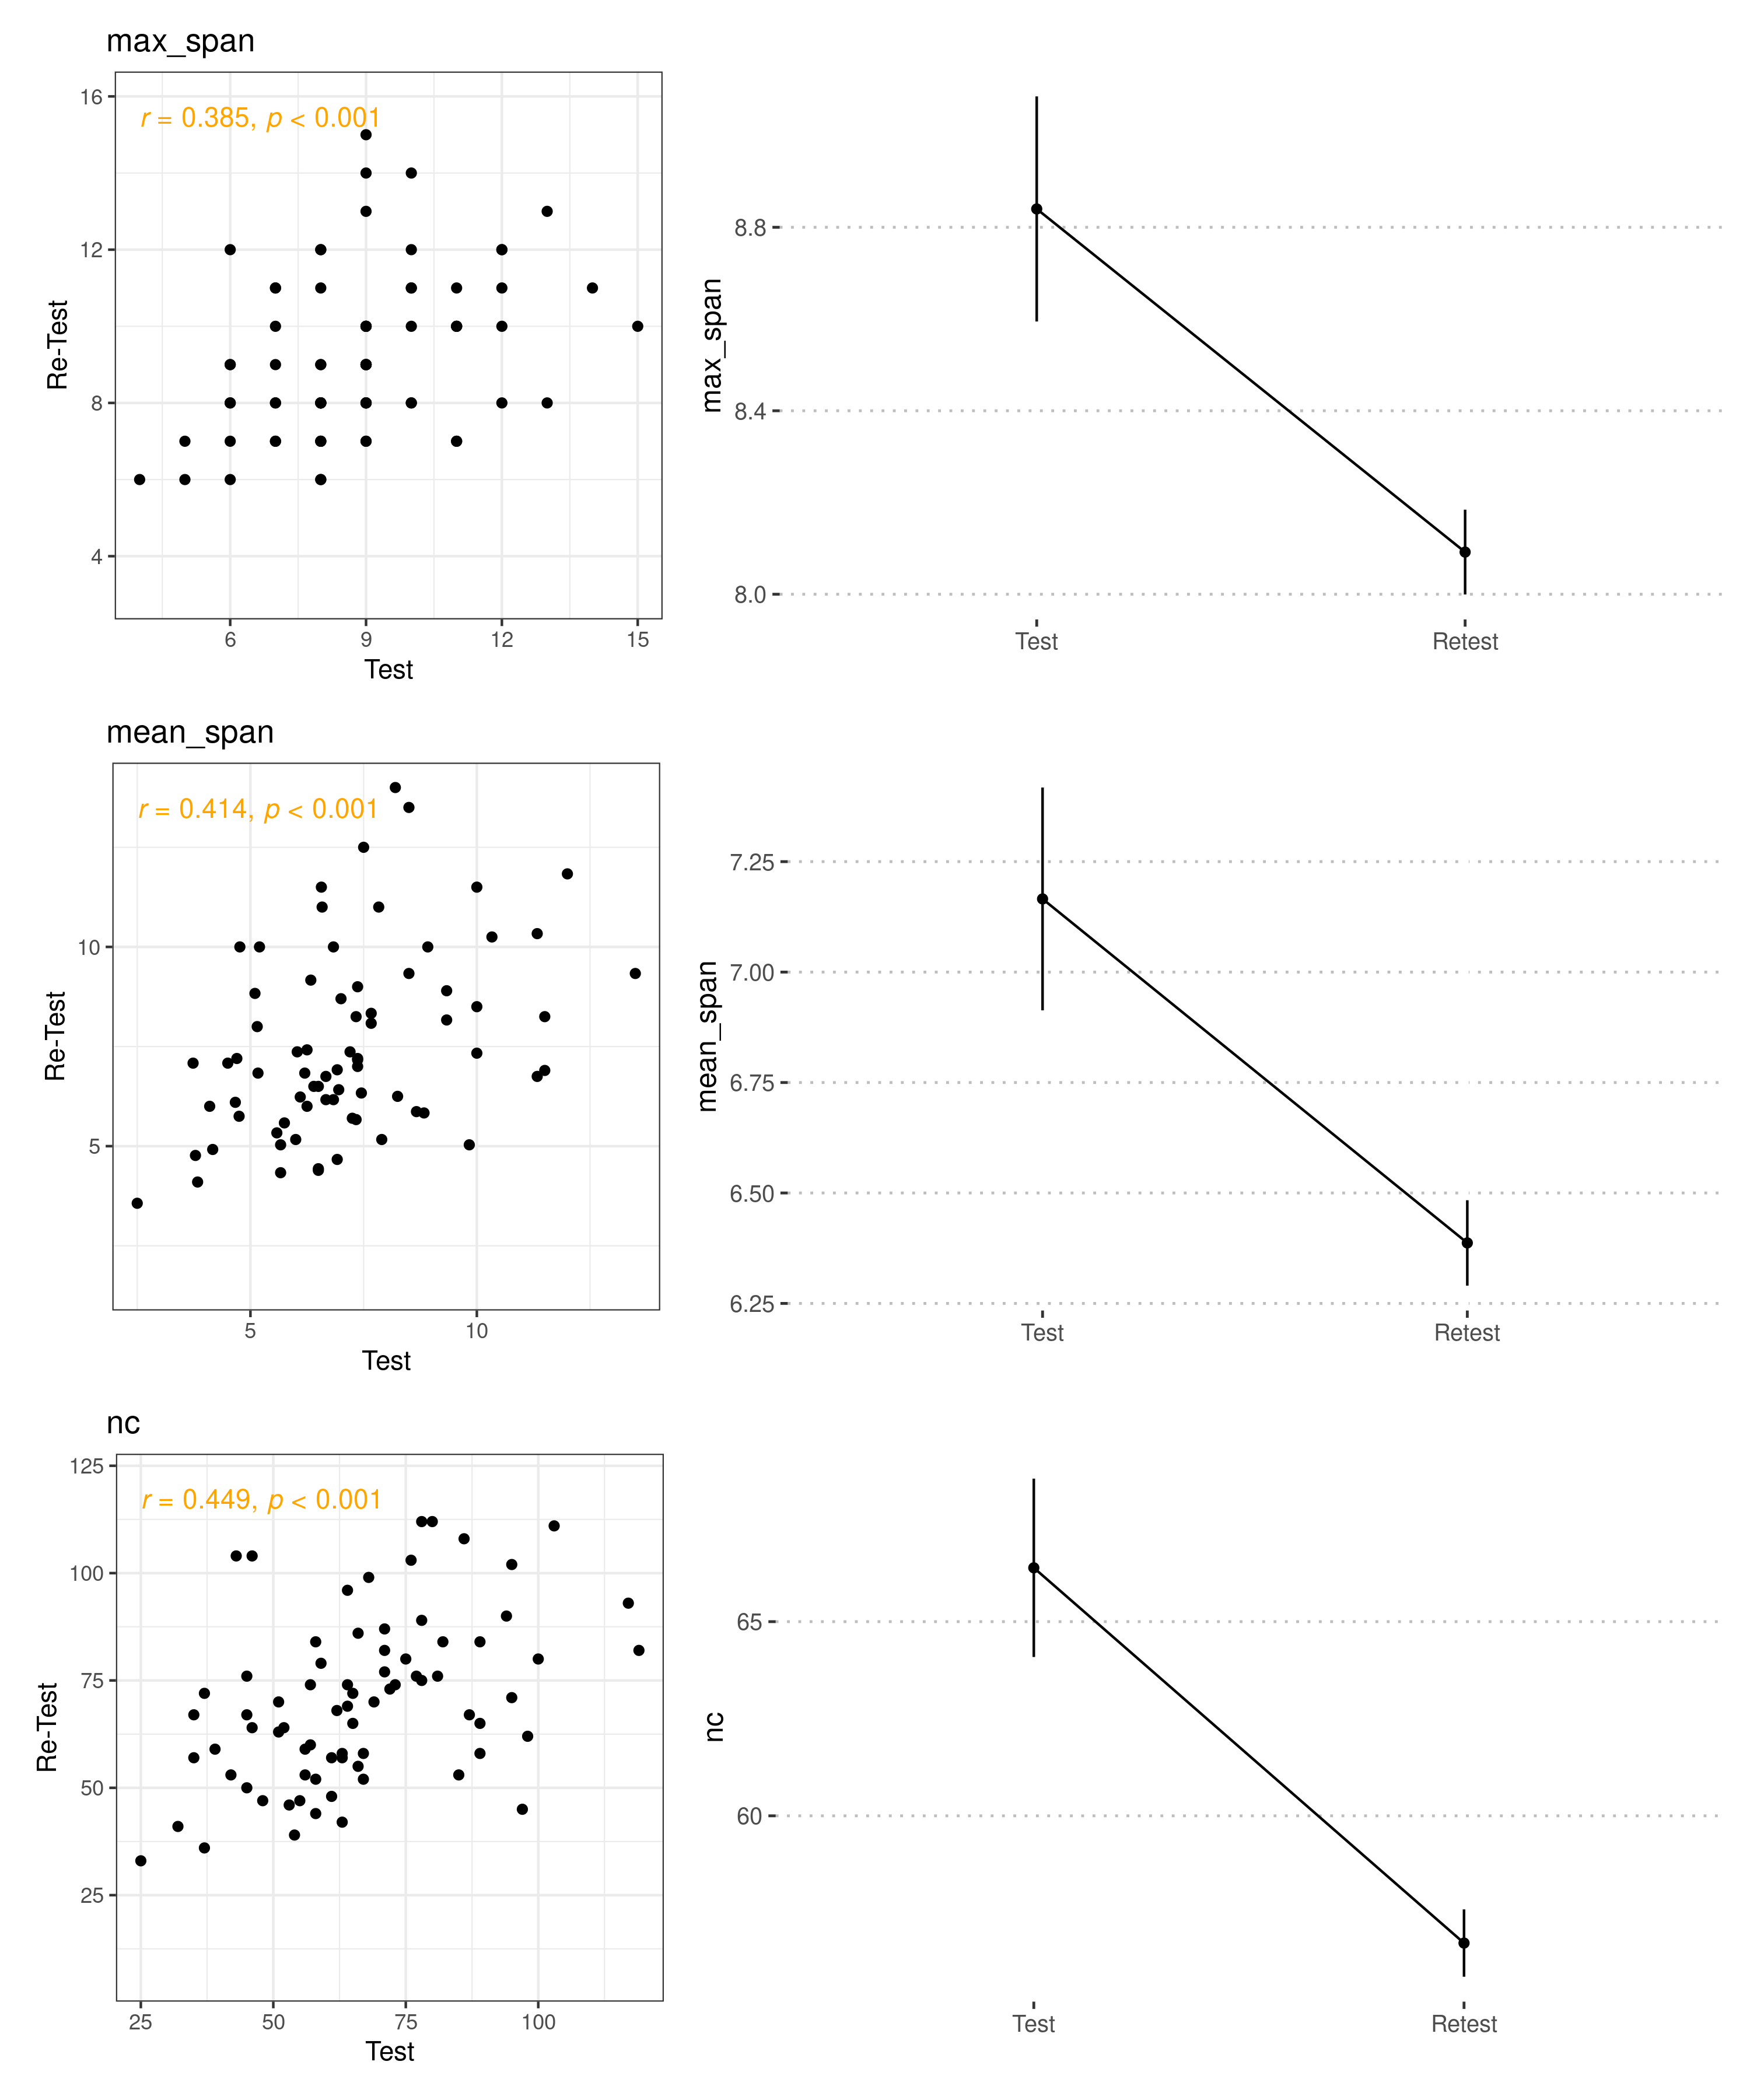 max_span
16
12
8
4
r = 0.385, p < 0.001
6 9 12 15
Test
Re-Test
8.8
8.4
8.0
max_span
Test Retest
mean_span
10
5
r = 0.414, p < 0.001
5 10
Test
Re-Test
7.25
7.00
6.75
6.50
6.25
mean_span
Test Retest
nc
125
100
75
50
25
r = 0.449, p < 0.001
25 50 75 100
Test
Re-Test
65
60
nc
Test Retest